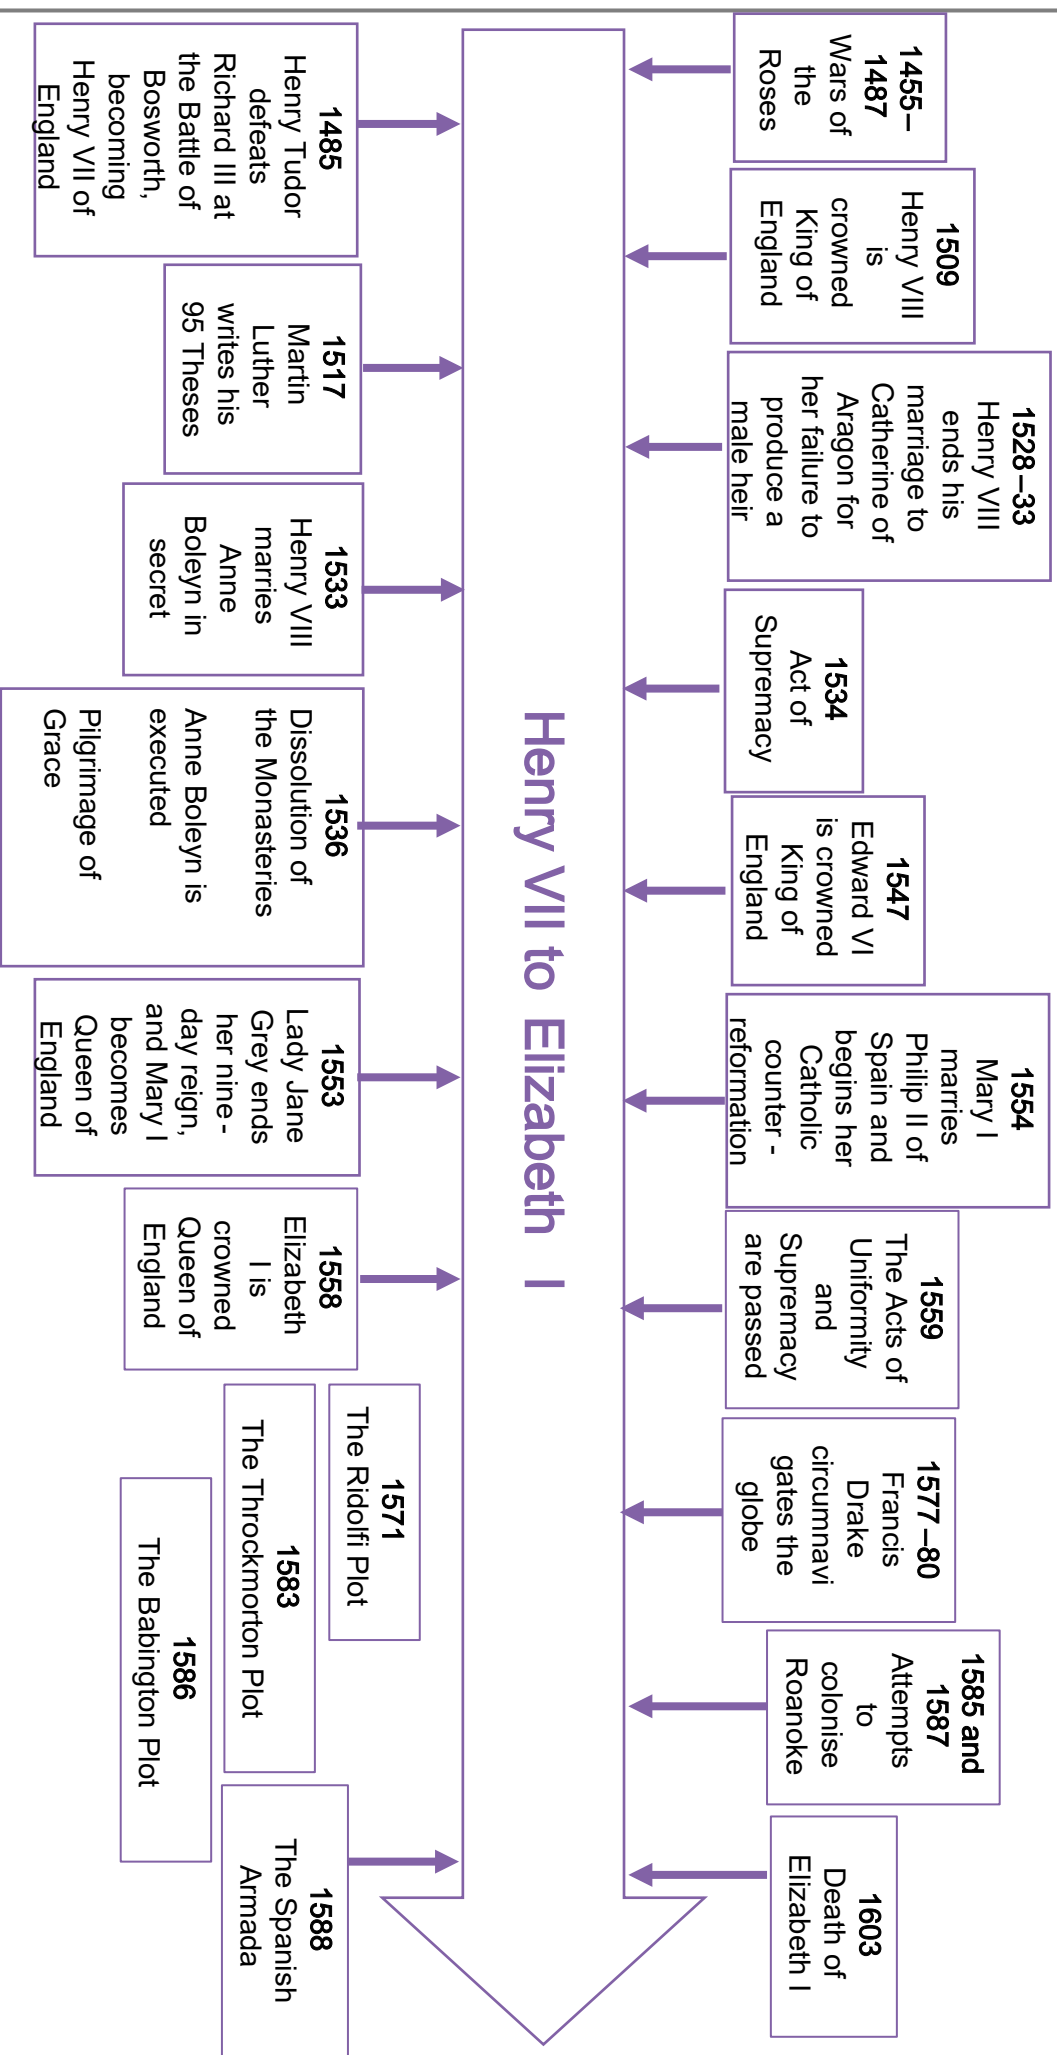 1455–
1487
Wars of
the
Roses
1509
Henry VIII
is
crowned
King of
England
1528–33
Henry VIII
ends his
marriage to
Catherine of
Aragon for
her failure to
produce a
male heir
1534
Act of
Supremacy
1547
Edward VI
is crowned
King of
England
1554
Mary I
marries
Philip II of
Spain and
begins her
Catholic
counter-
reformation
1559
The Acts of
Uniformity
and
Supremacy
are passed
1577–80
Francis
Drake
circumnavi
gates the
globe
1585 and
1587
Attempts
to
colonise
Roanoke
1603
Death of
Elizabeth I
Henry VII to Elizabeth I
1485
Henry Tudor
defeats
Richard III at
the Battle of
Bosworth,
becoming
Henry VII of
England
1517
Martin
Luther
writes his
95 Theses
1533
Henry VIII
marries
Anne
Boleyn in
secret
1536
Dissolution of
the Monasteries
Anne Boleyn is
executed
Pilgrimage of
Grace
1553
Lady Jane
Grey ends
her nine-
day reign,
and Mary I
becomes
Queen of
England
1558
Elizabeth
I is
crowned
Queen of
England
1571
The Ridolfi Plot
1583
The Throckmorton Plot
1586
The Babington Plot
1588
The Spanish
Armada